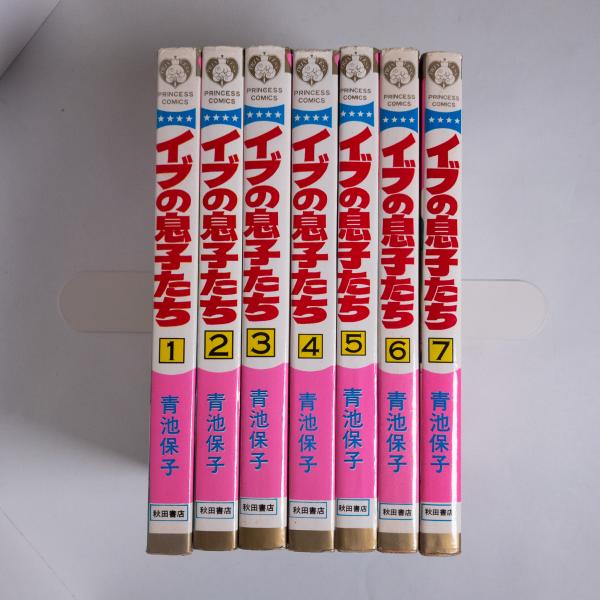 PRINCESS
COMICS
イブの息子たち
1
青池保子
秋田書店
PRINCESS
COMICS
イブの息子たち
2
青池保子
秋田書店
PRINCESS
COMICS
イブの息子たち
3
青池保子
秋田書店
PRINCESS
COMICS
イブの息子たち
4
青池保子
秋田書店
PRINCESS
COMICS
イブの息子たち
5
青池保子
秋田書店
PRINCESS
COMICS
イブの息子たち
6
青池保子
秋田書店
PRINCESS
COMICS
イブの息子たち
7
青池保子
秋田書店